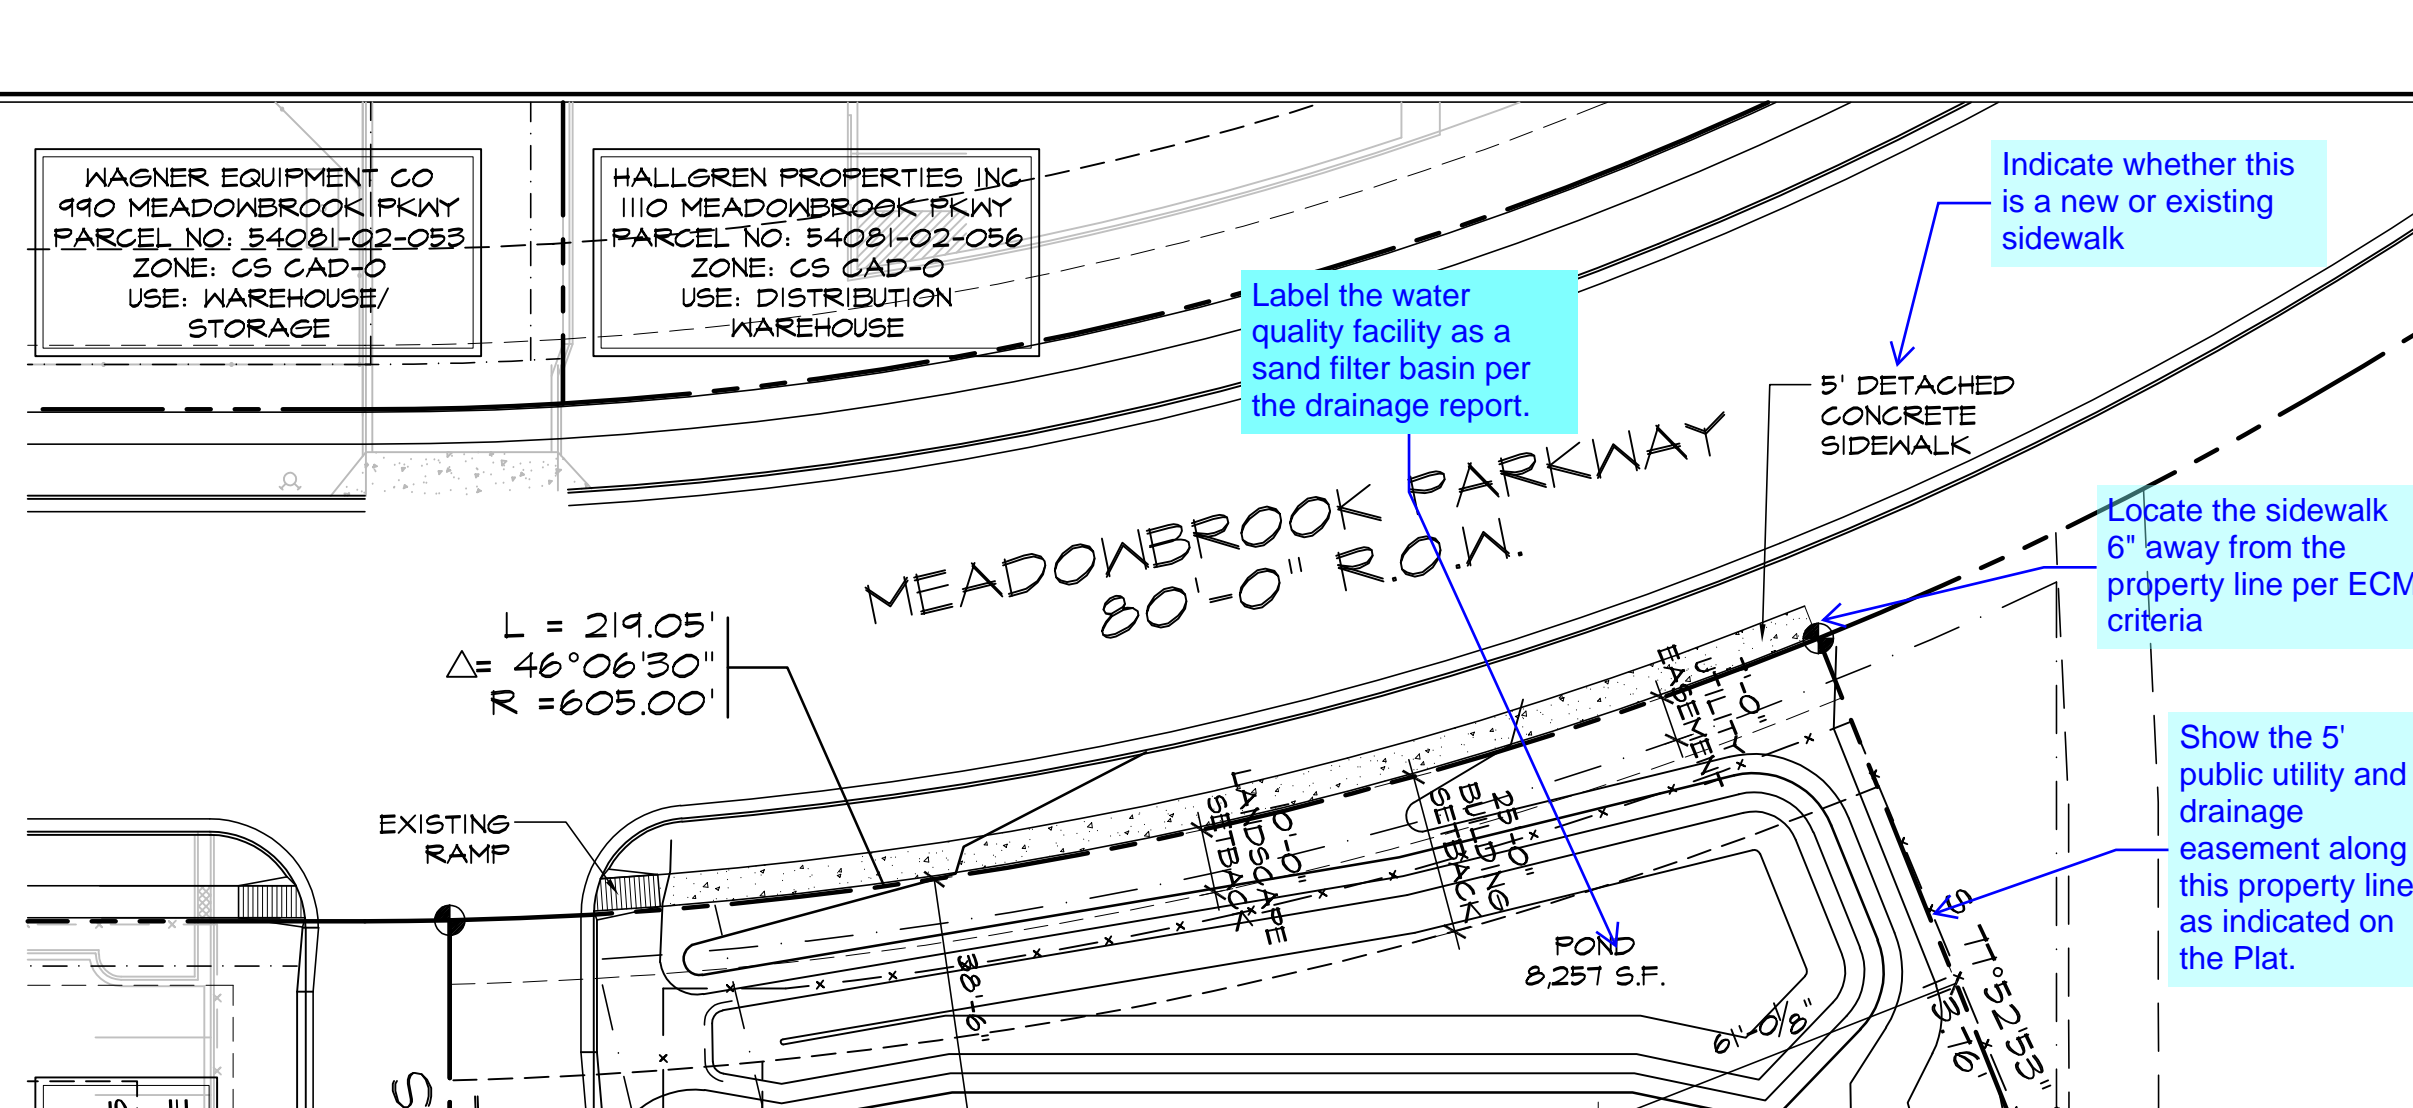 WAGNER EQUIPMENT CO
990 MEADOWBROOK PKWY
PARCEL NO: 54081-02-053
ZONE: CS CAD-O
USE: WAREHOUSE/
STORAGE
HALLGREN PROPERTIES INC
1110 MEADOWBROOK PKWY
PARCEL NO: 54081-02-056
ZONE: CS CAD-O
USE: DISTRIBUTION
WAREHOUSE
Label the water
quality facility as a
sand filter basin per
the drainage report.
Indicate whether this
is a new or existing
sidewalk
5' DETACHED
CONCRETE
SIDEWALK
MEADOWBROOK PARKWAY
80'-0" R.O.W.
Locate the sidewalk
6" away from the
property line per ECM
criteria
L = 219.05'
△= 46°06'30"
R =605.00'
Show the 5'
public utility and
drainage
easement along
this property line
as indicated on
the Plat.
EXISTING
RAMP
UTILITY
EASEMENT
LANDSCAPE
SETBACK
25'-0"
BUILDING
SETBACK
38'-6"
POND
8,257 S.F.